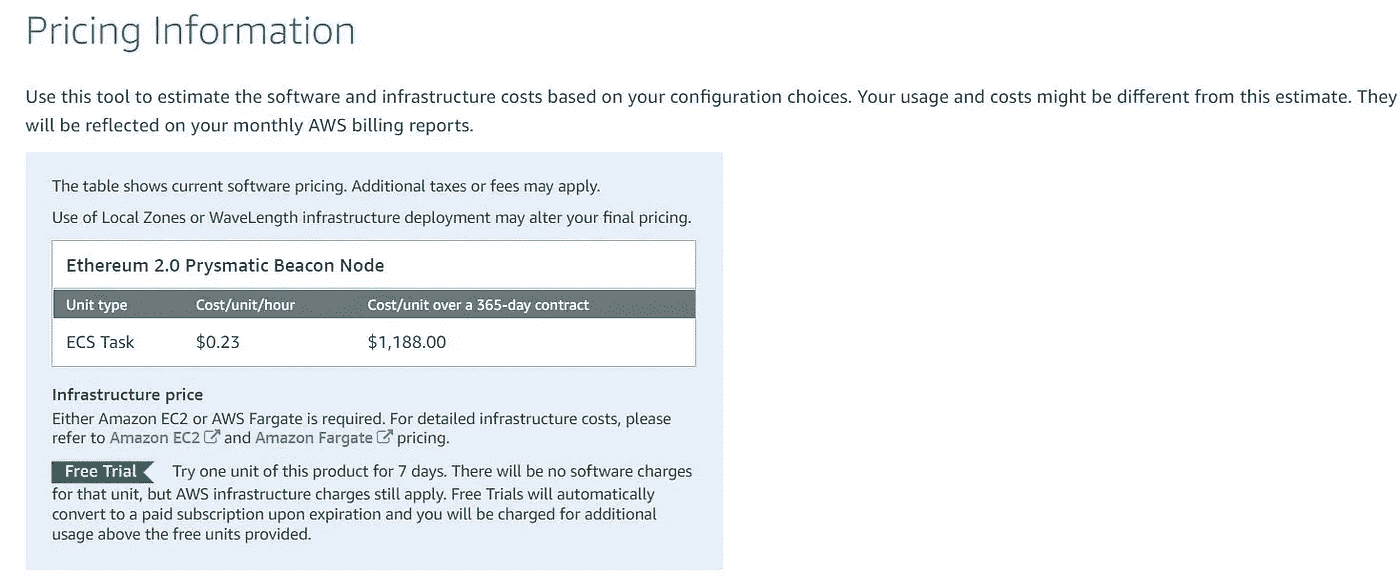 Pricing Information
Use this tool to estimate the software and infrastructure costs based on your configuration choices. Your usage and costs might be different from this estimate. They
will be reflected on your monthly AWS billing reports.
The table shows current software pricing. Additional taxes or fees may apply.
Use of Local Zones or WaveLength infrastructure deployment may alter your final pricing.
Ethereum 2.0 Prysmatic Beacon Node
Unit type Cost/unit/hour Cost/unit over a 365-day contract
ECS Task $0.23 $1,188.00
Infrastructure price
Either Amazon EC2 or AWS Fargate is required. For detailed infrastructure costs, please
refer to Amazon EC2 and Amazon Fargate pricing.
Free Trial Try one unit of this product for 7 days. There will be no software charges
for that unit, but AWS infrastructure charges still apply. Free Trials will automatically
convert to a paid subscription upon expiration and you will be charged for additional
usage above the free units provided.